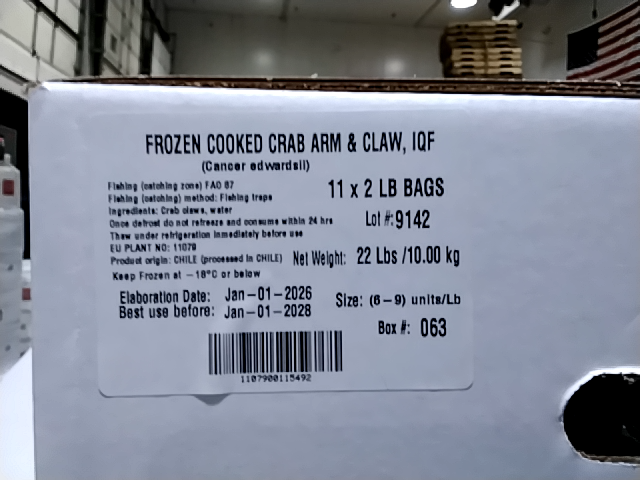 FROZEN COOKED CRAB ARM & CLAW, IQF
(Cancer edwardsii)
Fishing (catching zone) FAO 87
Fishing (catching) method: Fishing traps
11 x 2 LB BAGS
Ingredients: Crab claws, water
Once defrost do not refreeze and consume within 24 hrs
Lot #: 9142
Thaw under refrigeration immediately before use
EU PLANT NO: 11079
Product origin: CHILE (processed in CHILE)
Net Weight: 22 Lbs /10.00 kg
Keep Frozen at -18°C or below
Elaboration Date: Jan-01-2026
Size: (6-9) units/Lb
Best use before: Jan-01-2028
Box #: 063
1107900115492